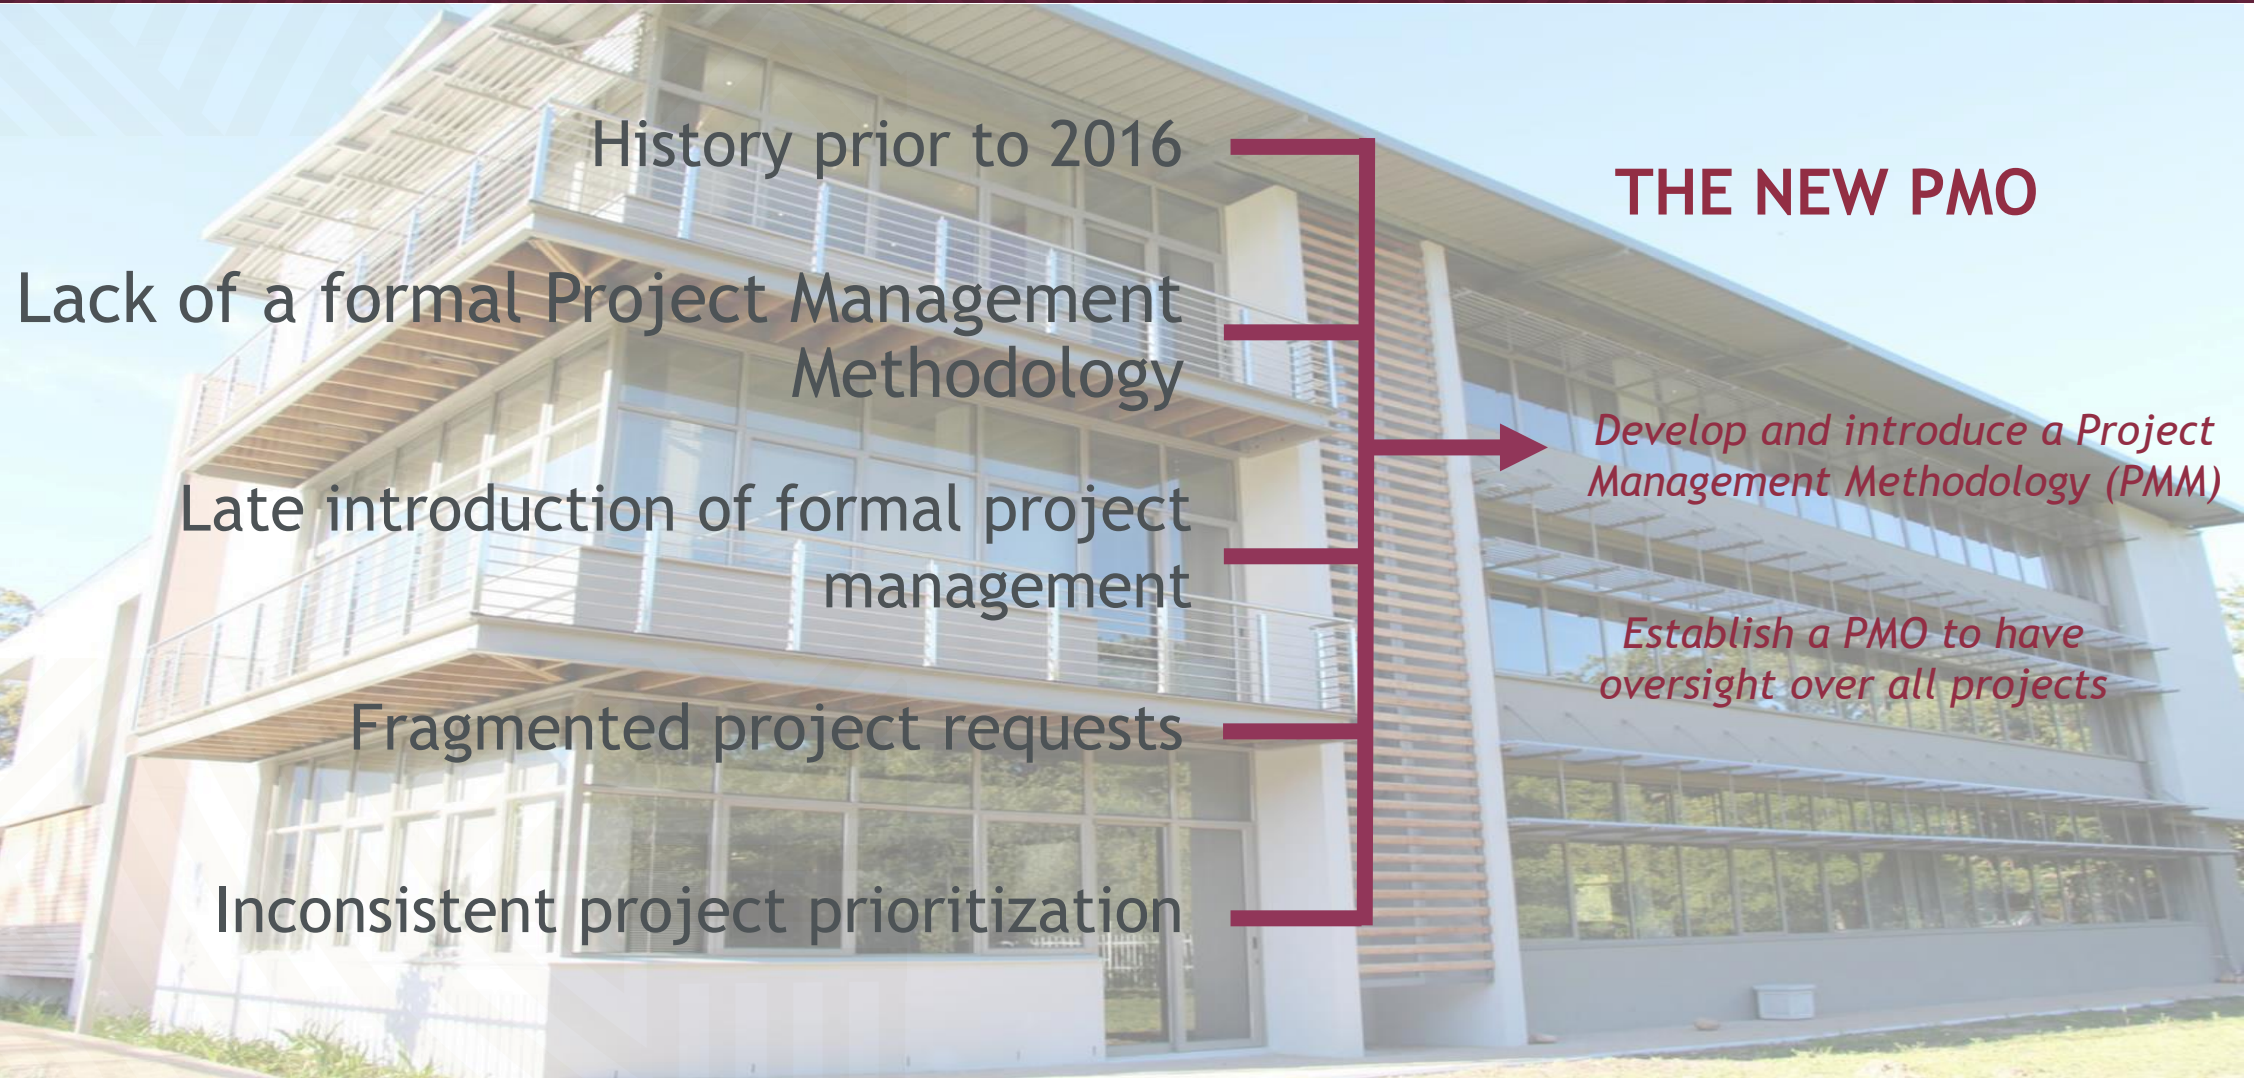 History prior to 2016
THE NEW PMO
Lack of a formal Project Management
Methodology
Develop and introduce a Project
Management Methodology (PMM)
Late introduction of formal project
management
Establish a PMO to have
oversight over all projects
Fragmented project requests
Inconsistent project prioritization